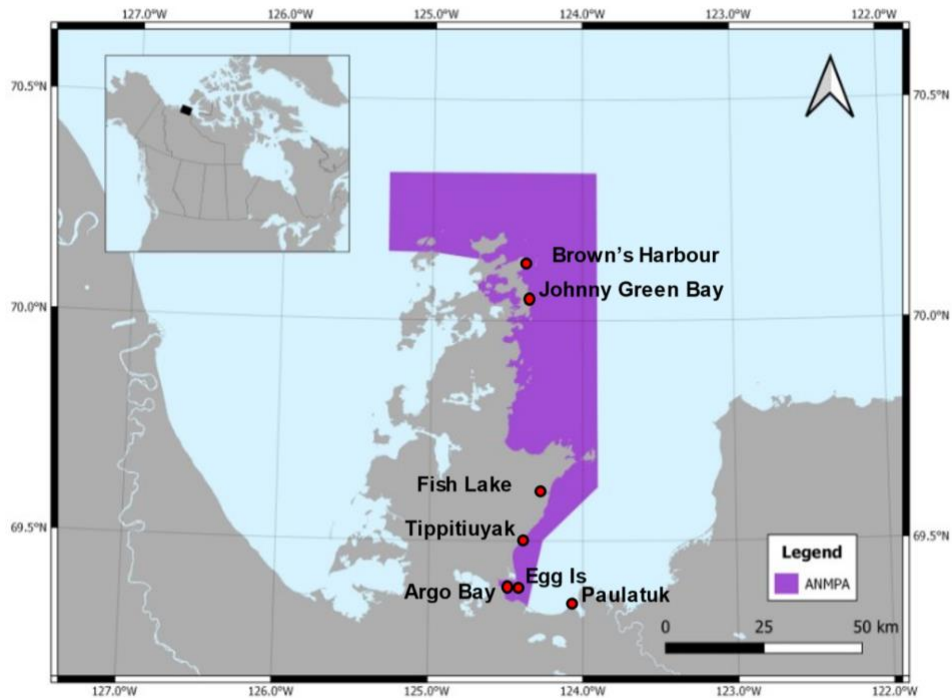 127.0°W 126.0°W 125.0°W 124.0°W 123.0°W 122.0°W
70.5°N 70.5°N
Brown's Harbour
Johnny Green Bay
70.0°N 70.0°N
Fish Lake
Tippitiuyak
69.5°N 69.5°N
Legend
ANMPA
Egg Is
Argo Bay
Paulatuk
0 25 50 km
127.0°W 126.0°W 125.0°W 124.0°W 123.0°W 122.0°W